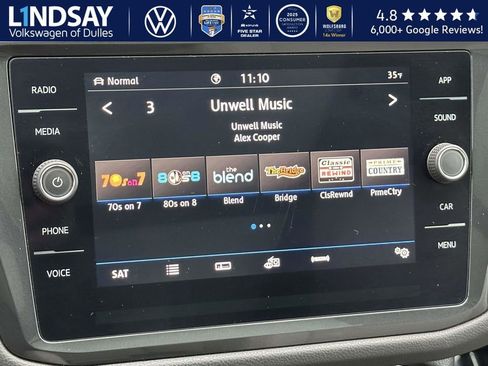 LINDSAY
Volkswagen of Dulles
FIVE STAR
DEALER
2025
CONSUMER
WOLFSBURG
14x Winner
4.8
6,000+ Google Reviews!
RADIO
MEDIA
PHONE
VOICE
APP
SOUND
CAR
MENU
Normal
11:10
35°F
3
Unwell Music
Unwell Music
Alex Cooper
70s on 7
80s on 8
the blend
The Bridge
Classic
REWIND
PRIME
COUNTRY
70s on 7
80s on 8
Blend
Bridge
ClsRewnd
PrmeCtry
SAT